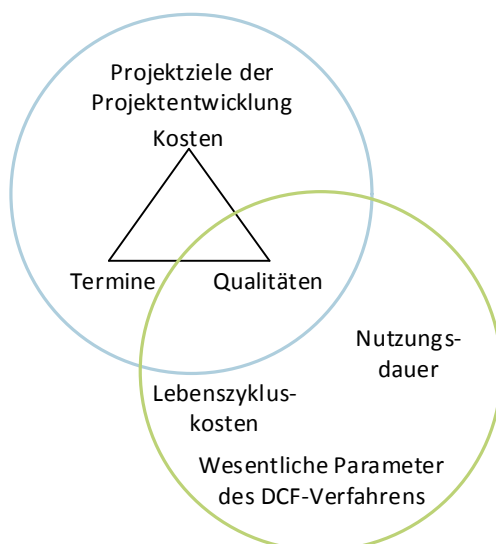 Projektziele der
Projektentwicklung
Kosten
Termine
Qualitäten
Nutzungs-
dauer
Lebenszyklus-
kosten
Wesentliche Parameter
des DCF-Verfahrens